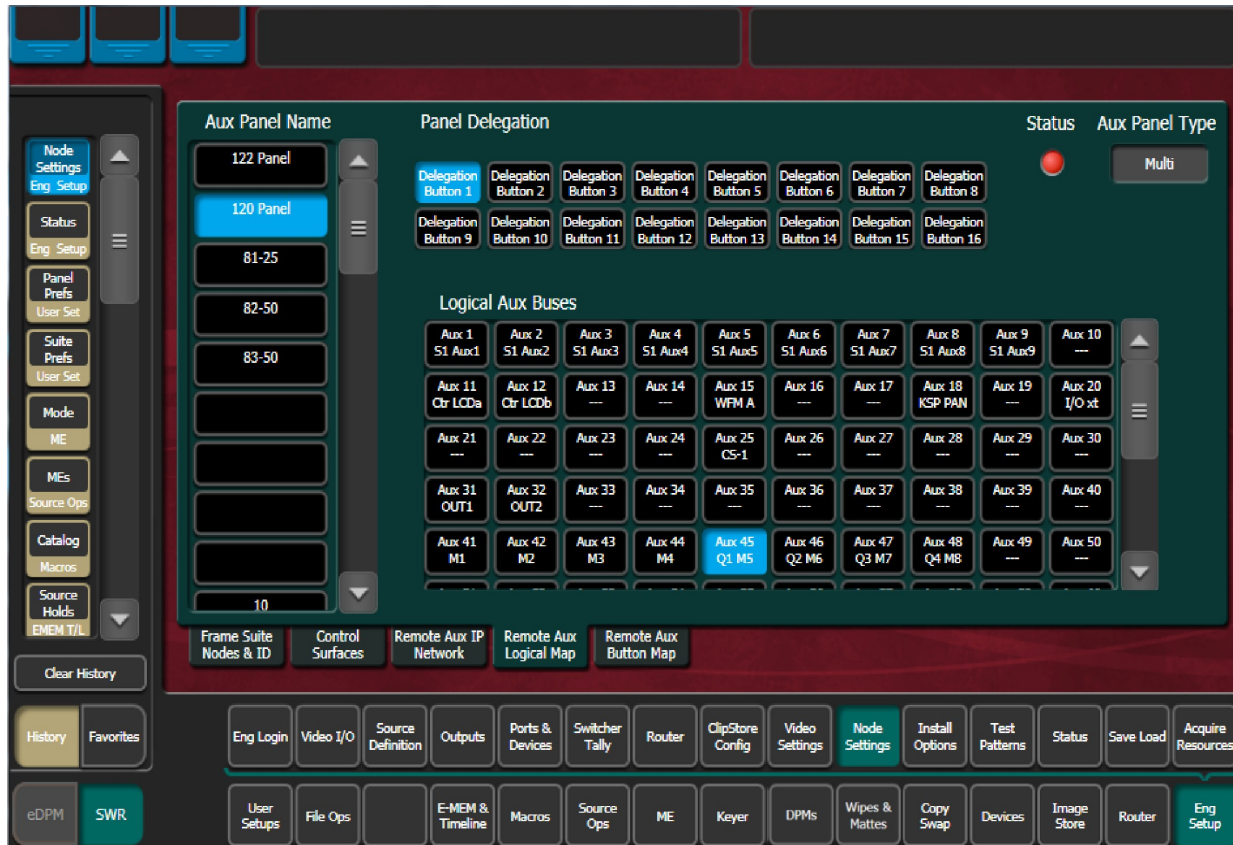 Aux Panel Name
Panel Delegation
Status
Aux Panel Type
Node
Settings
Eng Setup
Status
Eng Setup
Panel
Prefs
User Set
Suite
Prefs
User Set
Mode
ME
MEs
Source Ops
Catalog
Macros
Source
Holds
EMEM T/L
Clear History
History
Favorites
eDPM
SWR
122 Panel
120 Panel
81-25
82-50
83-50
10
Multi
Delegation Button 1
Delegation Button 2
Delegation Button 3
Delegation Button 4
Delegation Button 5
Delegation Button 6
Delegation Button 7
Delegation Button 8
Delegation Button 9
Delegation Button 10
Delegation Button 11
Delegation Button 12
Delegation Button 13
Delegation Button 14
Delegation Button 15
Delegation Button 16
Logical Aux Buses
Aux 1 S1 Aux1
Aux 2 S1 Aux2
Aux 3 S1 Aux3
Aux 4 S1 Aux4
Aux 5 S1 Aux5
Aux 6 S1 Aux6
Aux 7 S1 Aux7
Aux 8 S1 Aux8
Aux 9 S1 Aux9
Aux 10 ---
Aux 11 Ctr LCDa
Aux 12 Ctr LCDb
Aux 13 ---
Aux 14 ---
Aux 15 WFM A
Aux 16 ---
Aux 17 ---
Aux 18 KSP PAN
Aux 19 ---
Aux 20 I/O xt
Aux 21 ---
Aux 22 ---
Aux 23 ---
Aux 24 ---
Aux 25 CS-1
Aux 26 ---
Aux 27 ---
Aux 28 ---
Aux 29 ---
Aux 30 ---
Aux 31 OUT1
Aux 32 OUT2
Aux 33 ---
Aux 34 ---
Aux 35 ---
Aux 36 ---
Aux 37 ---
Aux 38 ---
Aux 39 ---
Aux 40 ---
Aux 41 M1
Aux 42 M2
Aux 43 M3
Aux 44 M4
Aux 45 Q1 M5
Aux 46 Q2 M6
Aux 47 Q3 M7
Aux 48 Q4 M8
Aux 49 ---
Aux 50 ---
Frame Suite Nodes & ID
Control Surfaces
Remote Aux IP Network
Remote Aux Logical Map
Remote Aux Button Map
Eng Login
Video I/O
Source Definition
Outputs
Ports & Devices
Switcher Tally
Router
ClipStore Config
Video Settings
Node Settings
Install Options
Test Patterns
Status
Save Load
Acquire Resources
User Setups
File Ops
E-MEM & Timeline
Macros
Source Ops
ME
Keyer
DPMs
Wipes & Mattes
Copy Swap
Devices
Image Store
Router
Eng Setup